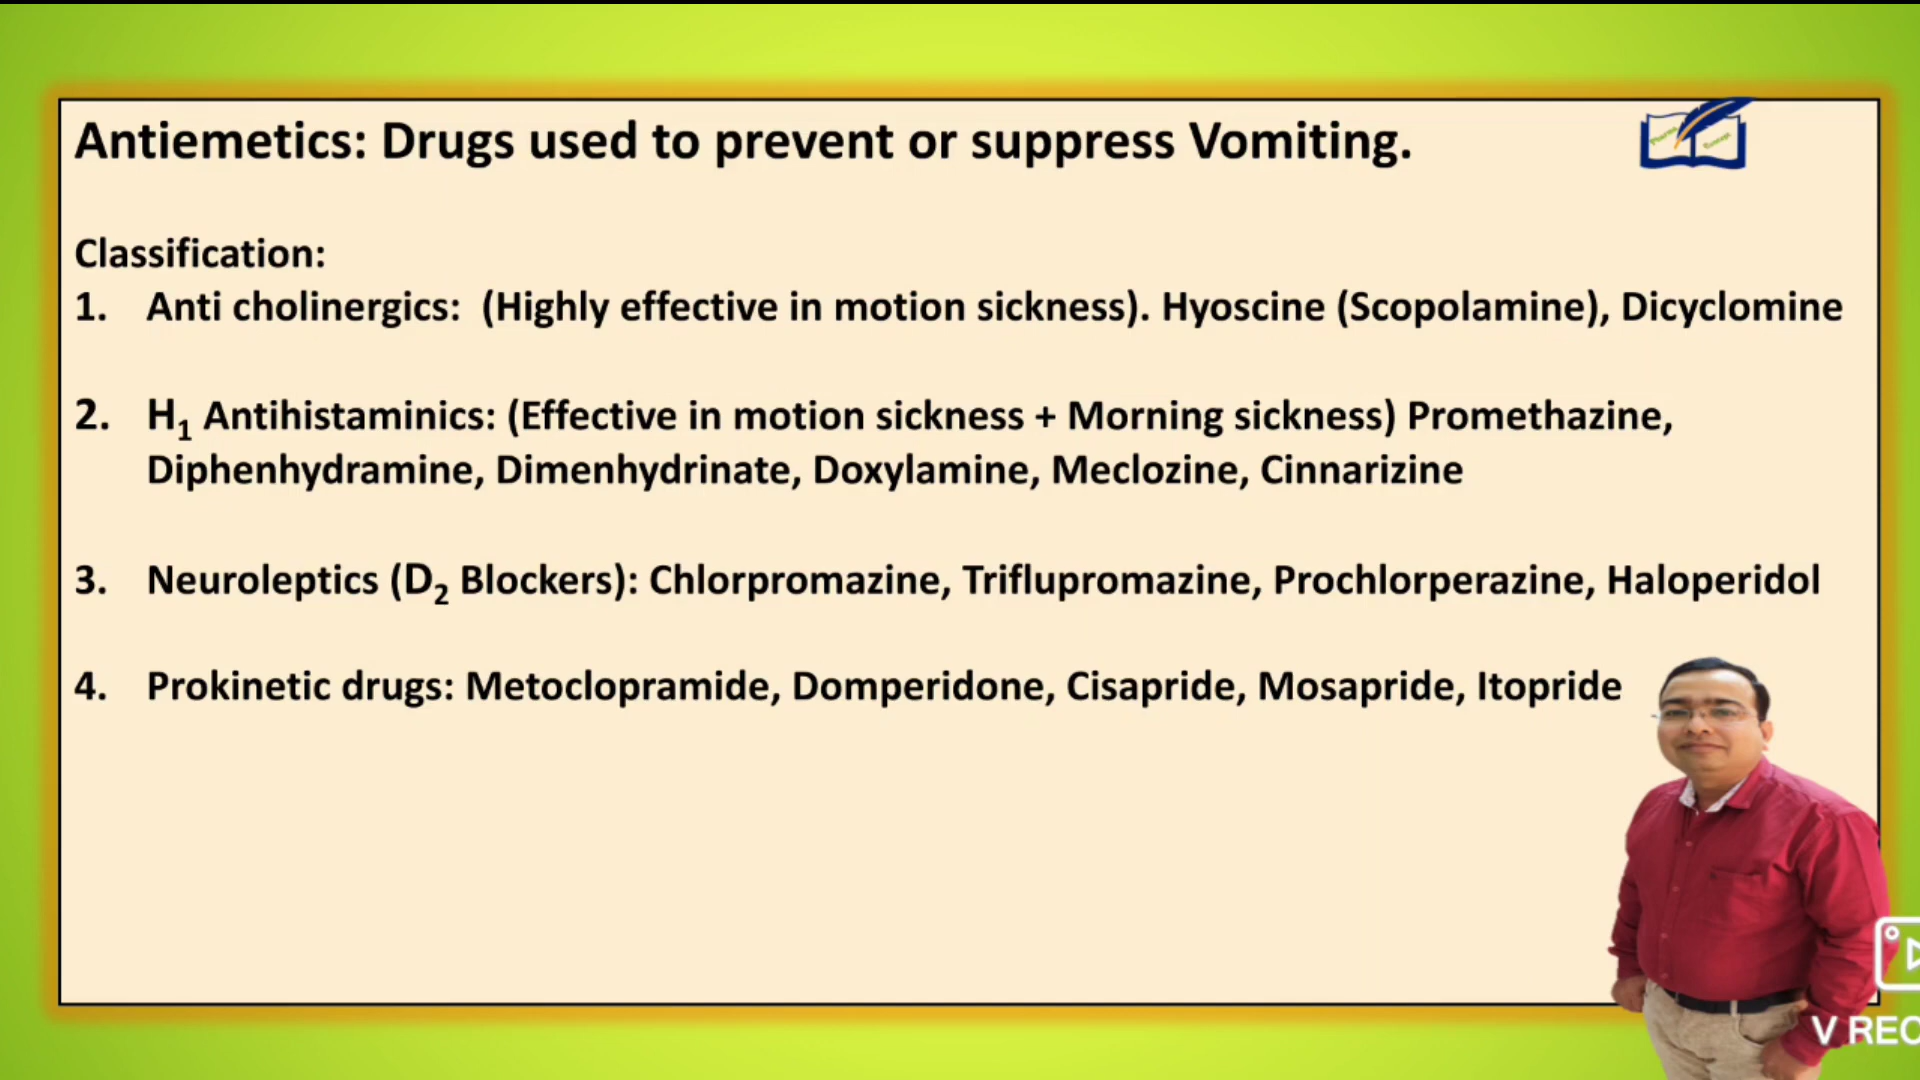 Antiemetics: Drugs used to prevent or suppress Vomiting.
Classification:
1. Anti cholinergics: (Highly effective in motion sickness). Hyoscine (Scopolamine), Dicyclomine
2. H₁ Antihistaminics: (Effective in motion sickness + Morning sickness) Promethazine,
Diphenhydramine, Dimenhydrinate, Doxylamine, Meclozine, Cinnarizine
3. Neuroleptics (D₂ Blockers): Chlorpromazine, Triflupromazine, Prochlorperazine, Haloperidol
4. Prokinetic drugs: Metoclopramide, Domperidone, Cisapride, Mosapride, Itopride
V REC